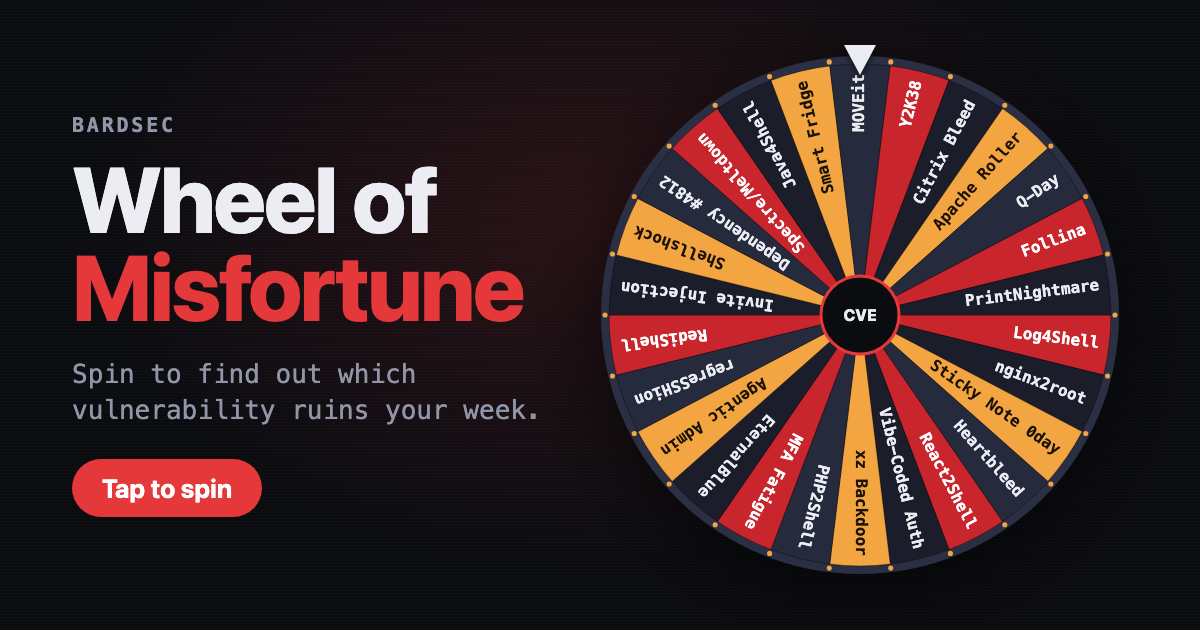 BARDSEC
Wheel of
Misfortune
Spin to find out which
vulnerability ruins your week.
Tap to spin
MOVEit
Y2K38
Citrix Bleed
Apache Roller
Q-Day
Follina
PrintNightmare
Log4Shell
nginx2root
Sticky Note 0day
Heartbleed
React2Shell
Vibe-Coded Auth
xz Backdoor
PHP2Shell
MFA Fatigue
EternalBlue
Agentic Admin
regreSSHion
RediShell
Invite Injection
Shellshock
Dependency #4812
Spectre/Meltdown
Java4Shell
Smart Fridge
CVE